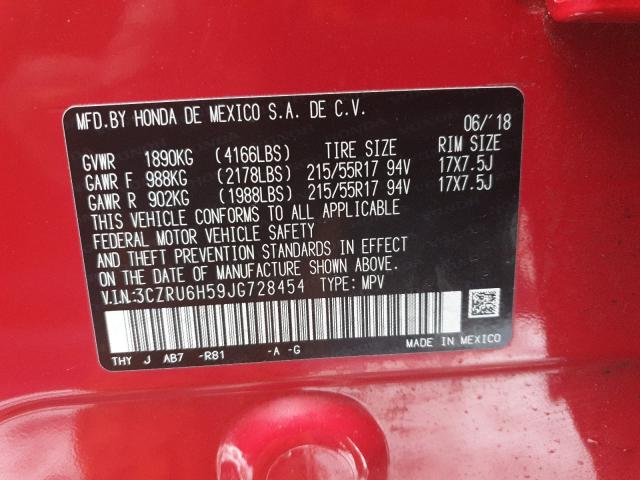 MFD.BY HONDA DE MEXICO S.A. DE C.V.
06/'18
GVWR 1890KG (4166LBS) TIRE SIZE RIM SIZE
GAWR F 988KG (2178LBS) 215/55R17 94V 17X7.5J
GAWR R 902KG (1988LBS) 215/55R17 94V 17X7.5J
THIS VEHICLE CONFORMS TO ALL APPLICABLE
FEDERAL MOTOR VEHICLE SAFETY
AND THEFT PREVENTION STANDARDS IN EFFECT
ON THE DATE OF MANUFACTURE SHOWN ABOVE.
V.I.N:3CZRU6H59JG728454 TYPE: MPV
THY J AB7 -R81 -A -G
MADE IN MEXICO